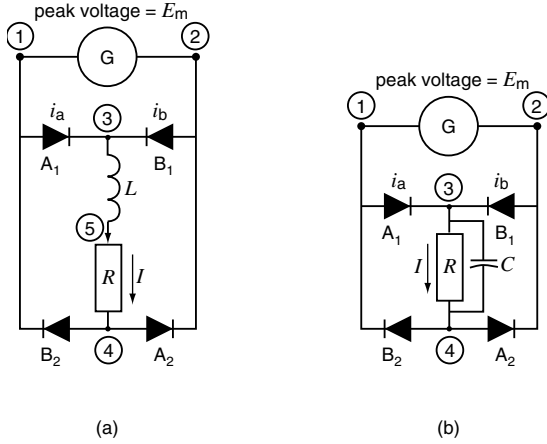 peak voltage = Em
1
2
G
ia
3
ib
A1
B1
L
5
R
I
B2
4
A2
(a)
peak voltage = Em
1
2
G
ia
3
ib
A1
B1
I
R
C
B2
4
A2
(b)